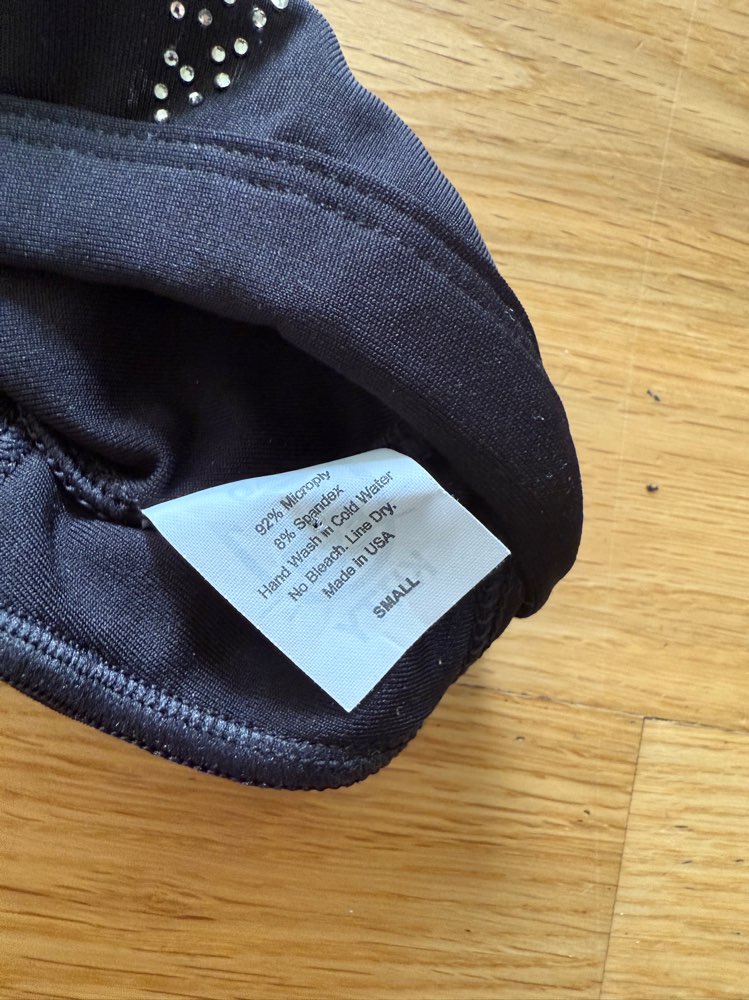 92% Microply
8% Spandex
Hand Wash in Cold Water
No Bleach. Line Dry.
Made in USA
SMALL